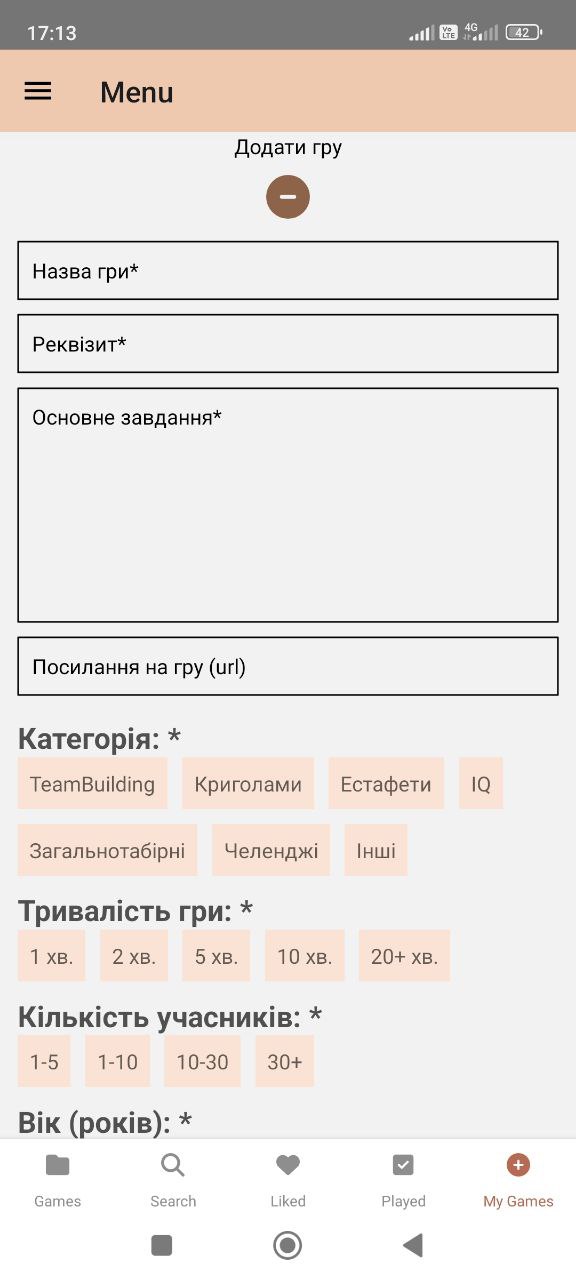 17:13
Vo LTE 4G 42
Menu
Додати гру
Назва гри*
Реквізит*
Основне завдання*
Посилання на гру (url)
Категорія: *
TeamBuilding Криголами Естафети IQ
Загальнотабірні Челенджі Інші
Тривалість гри: *
1 хв. 2 хв. 5 хв. 10 хв. 20+ хв.
Кількість учасників: *
1-5 1-10 10-30 30+
Вік (років): *
Games Search Liked Played My Games